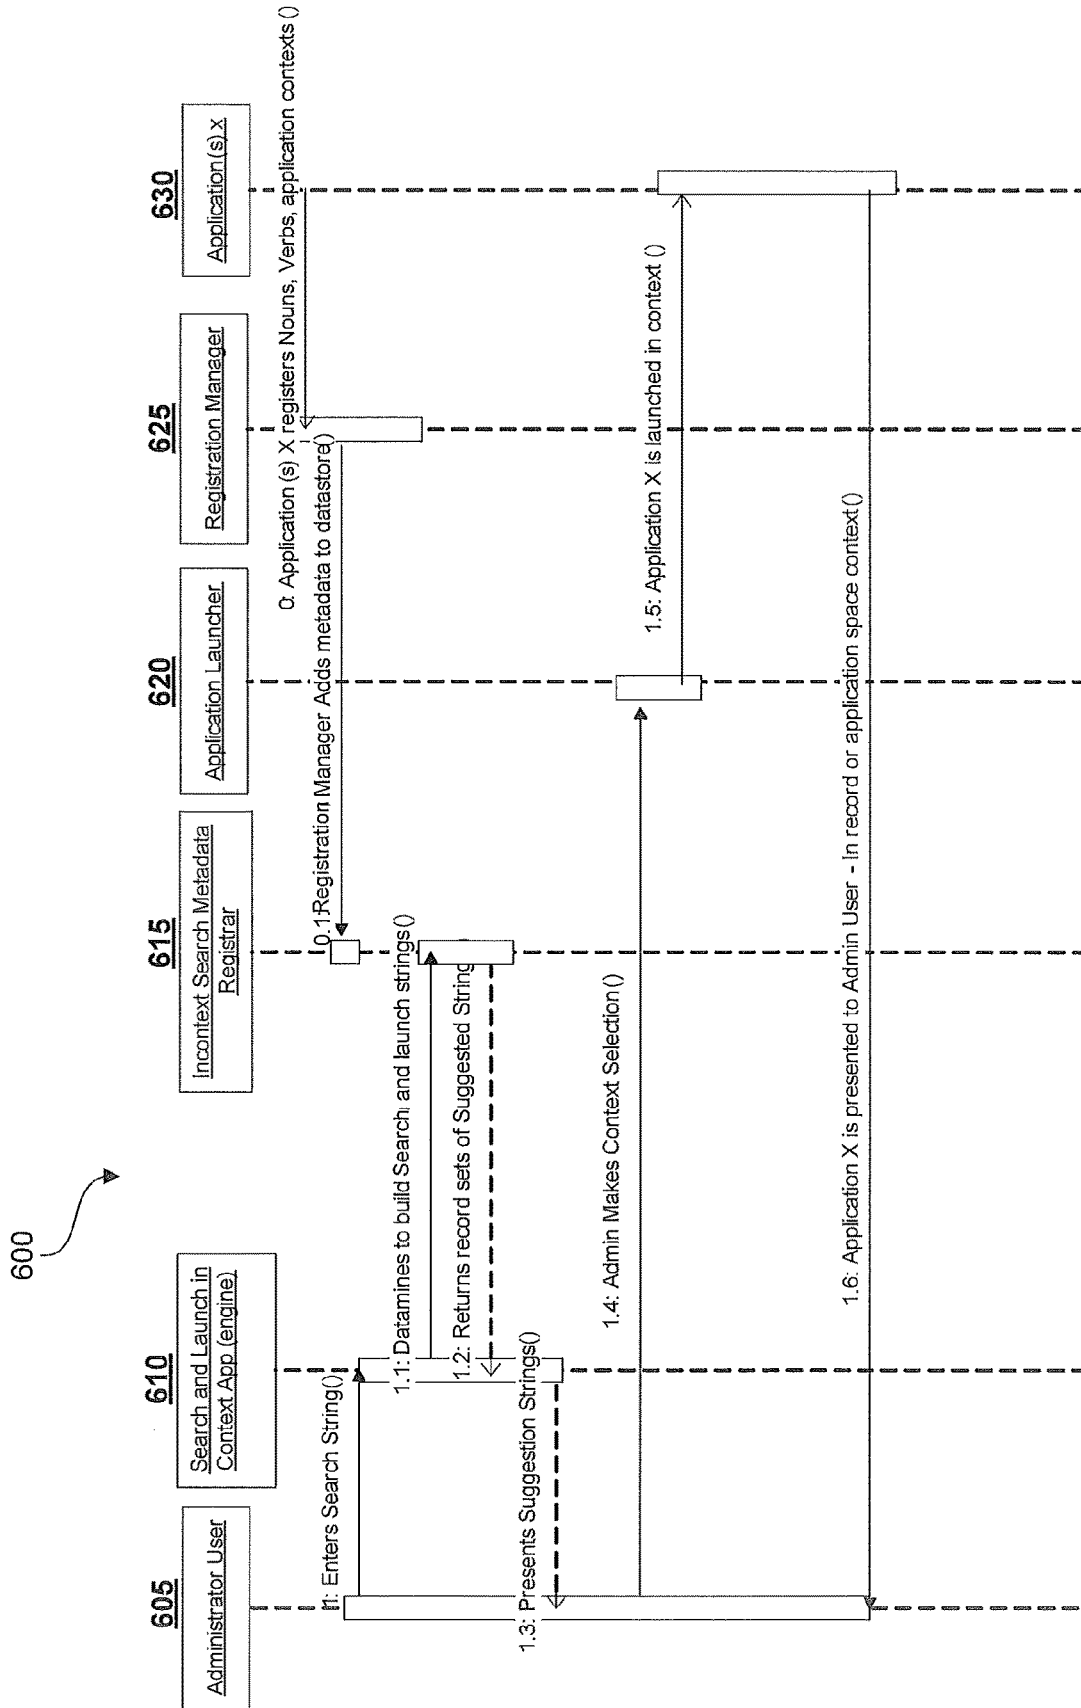 600
605
Administrator User
610
Search and Launch in
Context App (engine)
615
Incontext Search Metadata
Registrar
620
Application Launcher
625
Registration Manager
630
Application(s) x
0: Application (s) X registers Nouns, Verbs, application contexts ()
0.1:Registration Manager Adds metadata to datastore()
1: Enters Search String()
1.1: Datamines to build Search and launch strings()
1.2: Returns record sets of Suggested String
1.3: Presents Suggestion Strings()
1.4: Admin Makes Context Selection()
1.5: Application X is launched in context ()
1.6: Application X is presented to Admin User - In record or application space context()